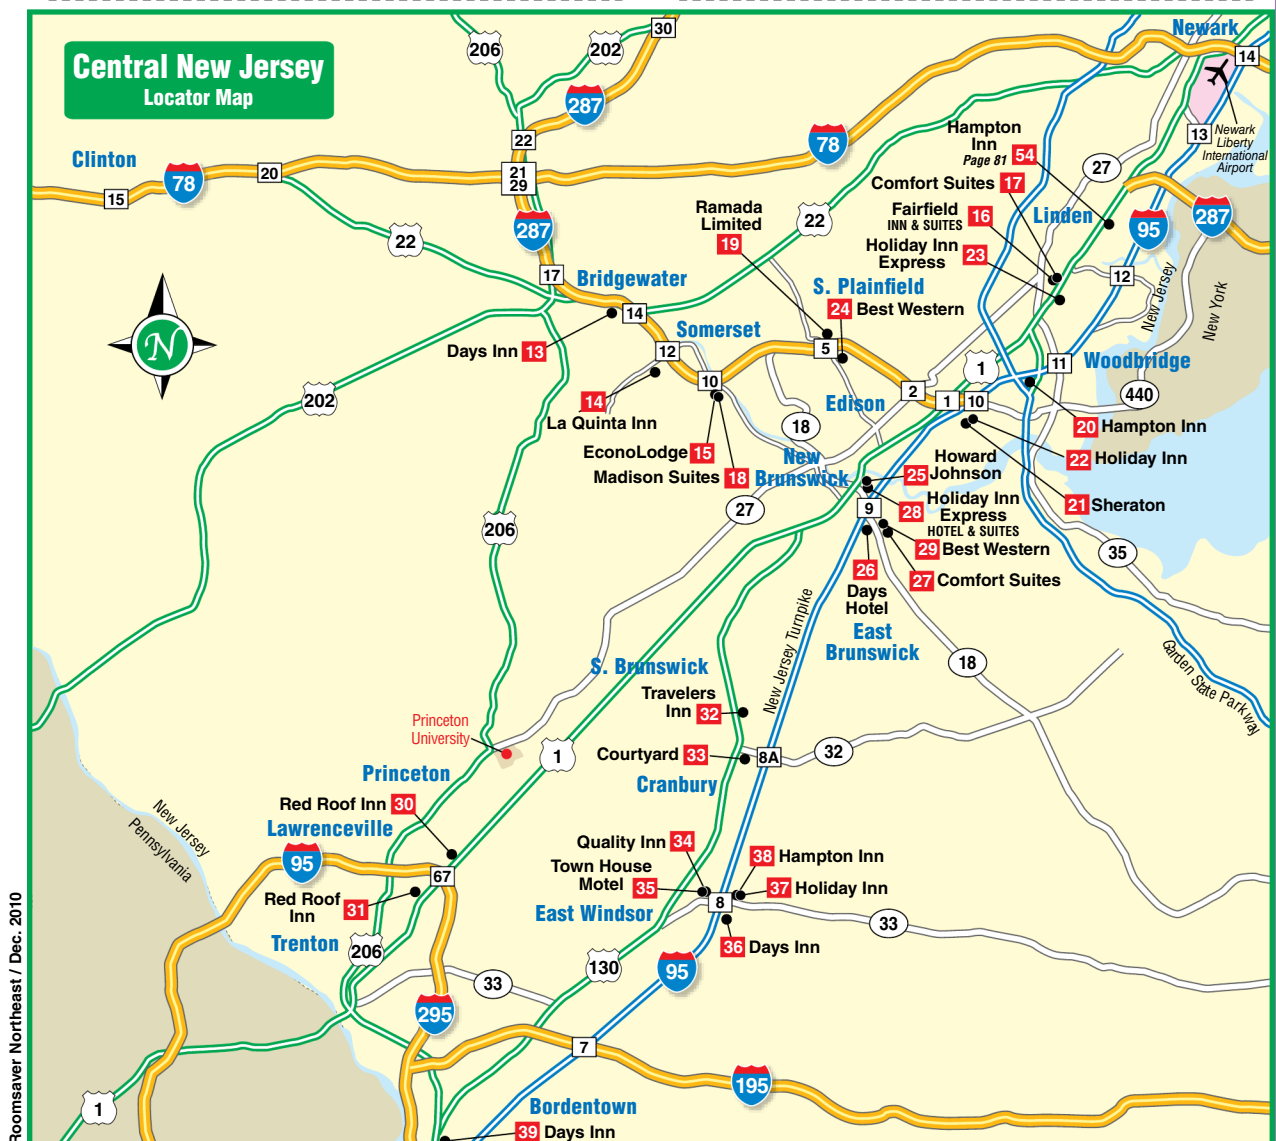 Central New Jersey
Locator Map
206
202
30
Newark
14
287
22
78
13
Newark
Liberty
International
Airport
Hampton
Inn
Page 81
54
27
Clinton
78
20
21
29
15
Comfort Suites 17
Fairfield
INN & SUITES
16
Linden
95
287
Holiday Inn
Express
23
Ramada
Limited
19
22
22
287
17
Bridgewater
12
New Jersey
New York
S. Plainfield
24 Best Western
14
Somerset
Days Inn 13
12
5
11
Woodbridge
1
10
2
1
10
440
14
La Quinta Inn
Edison
202
18
20 Hampton Inn
EconoLodge 15
Madison Suites 18
New
Brunswick
Howard
Johnson
25
22 Holiday Inn
21 Sheraton
27
9
28
Holiday Inn
Express
HOTEL & SUITES
206
29 Best Western
35
26
Days
Hotel
27 Comfort Suites
East
Brunswick
New Jersey Turnpike
18
Garden State Parkway
S. Brunswick
Travelers
Inn
32
Princeton
University
1
Courtyard 33
8A
32
Princeton
Cranbury
Red Roof Inn 30
Lawrenceville
New Jersey
Pennsylvania
95
67
Quality Inn 34
38 Hampton Inn
Town House
Motel
35
37 Holiday Inn
8
Red Roof
Inn
31
East Windsor
33
Trenton
206
36 Days Inn
130
95
33
295
7
195
1
Bordentown
39 Days Inn
Roomsaver Northeast / Dec. 2010
N